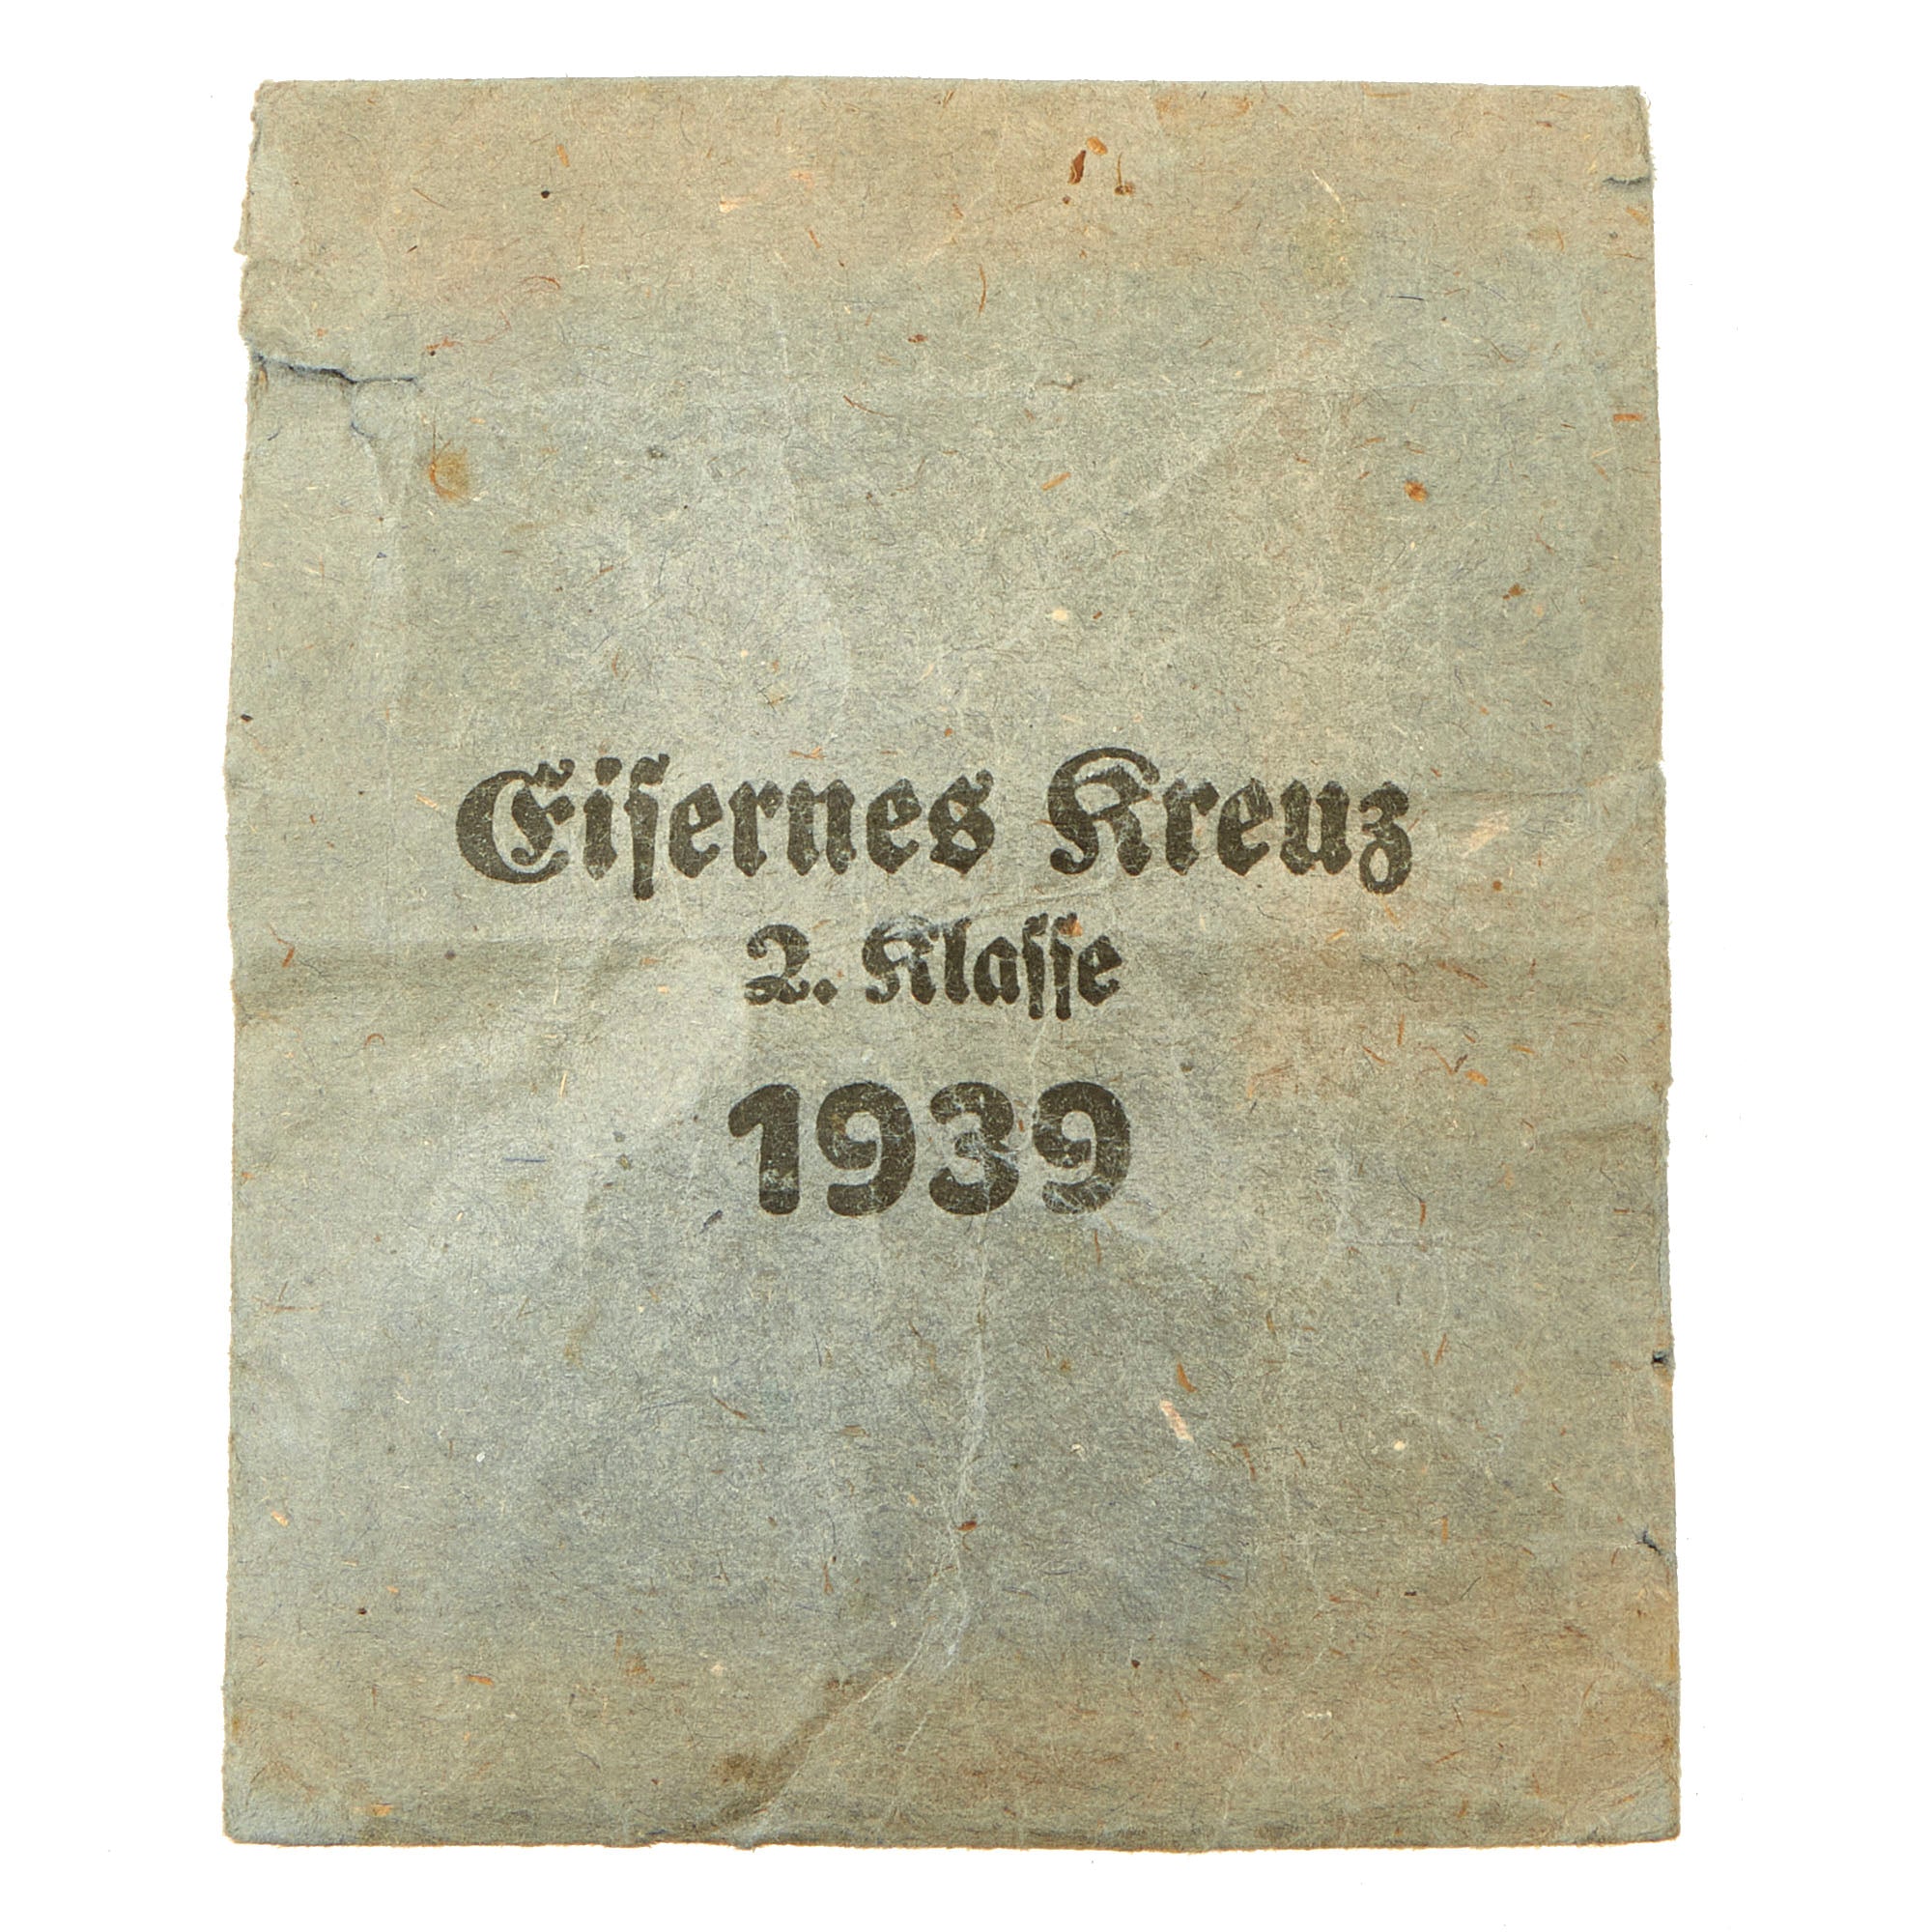 Eiſernes Kreuz
2. Klaſſe
1939